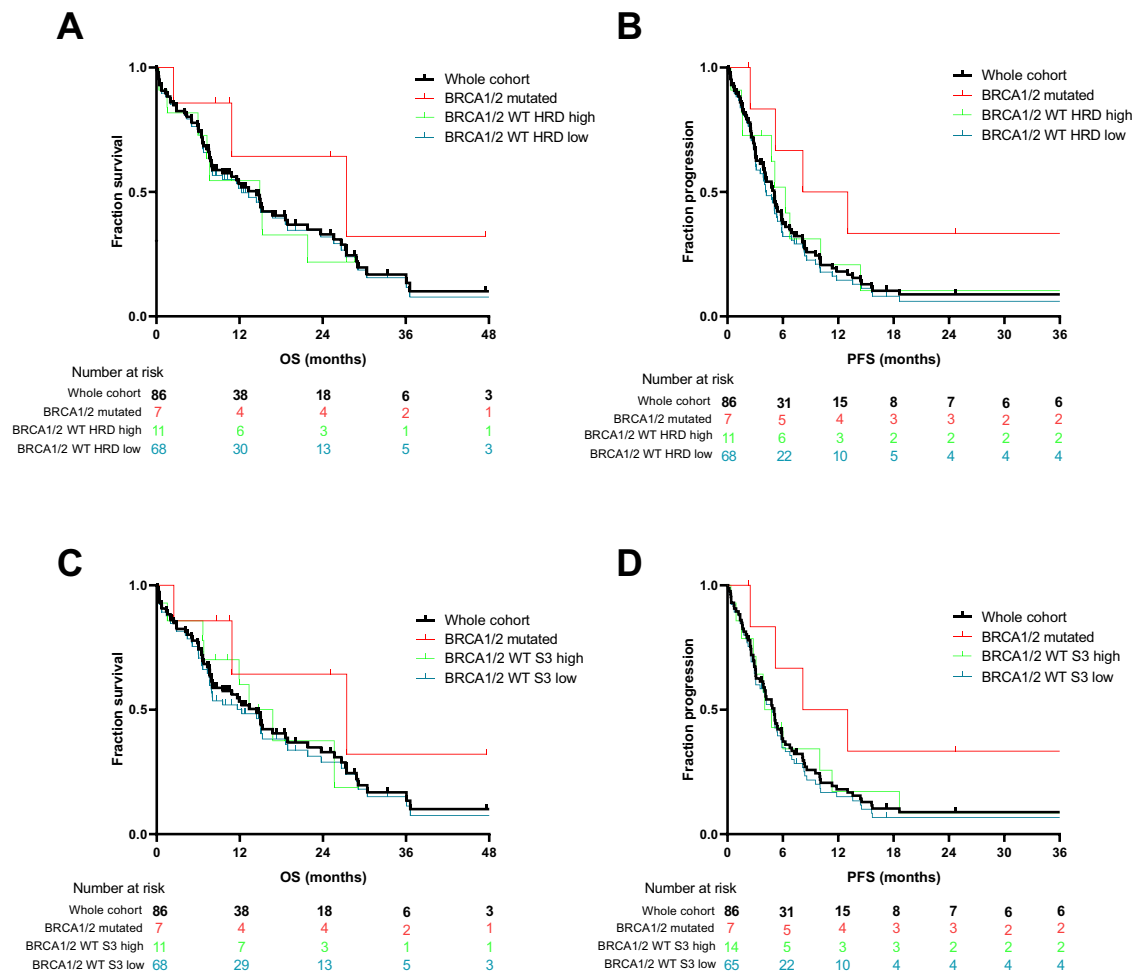 A
B
1.0
0.5
0.0
Fraction survival
Whole cohort
BRCA1/2 mutated
BRCA1/2 WT HRD high
BRCA1/2 WT HRD low
0 12 24 36 48
OS (months)
Number at risk
Whole cohort 86 38 18 6 3
BRCA1/2 mutated 7 4 4 2 1
BRCA1/2 WT HRD high 11 6 3 1 1
BRCA1/2 WT HRD low 68 30 13 5 3
1.0
0.5
0.0
Fraction progression
Whole cohort
BRCA1/2 mutated
BRCA1/2 WT HRD high
BRCA1/2 WT HRD low
0 6 12 18 24 30 36
PFS (months)
Number at risk
Whole cohort 86 31 15 8 7 6 6
BRCA1/2 mutated 7 5 4 3 3 2 2
BRCA1/2 WT HRD high 11 6 3 2 2 2 2
BRCA1/2 WT HRD low 68 22 10 5 4 4 4
C
D
1.0
0.5
0.0
Fraction survival
Whole cohort
BRCA1/2 mutated
BRCA1/2 WT S3 high
BRCA1/2 WT S3 low
0 12 24 36 48
OS (months)
Number at risk
Whole cohort 86 38 18 6 3
BRCA1/2 mutated 7 4 4 2 1
BRCA1/2 WT S3 high 11 7 3 1 1
BRCA1/2 WT S3 low 68 29 13 5 3
1.0
0.5
0.0
Fraction progression
Whole cohort
BRCA1/2 mutated
BRCA1/2 WT S3 high
BRCA1/2 WT S3 low
0 6 12 18 24 30 36
PFS (months)
Number at risk
Whole cohort 86 31 15 8 7 6 6
BRCA1/2 mutated 7 5 4 3 3 2 2
BRCA1/2 WT S3 high 14 5 3 3 2 2 2
BRCA1/2 WT S3 low 65 22 10 4 4 4 4